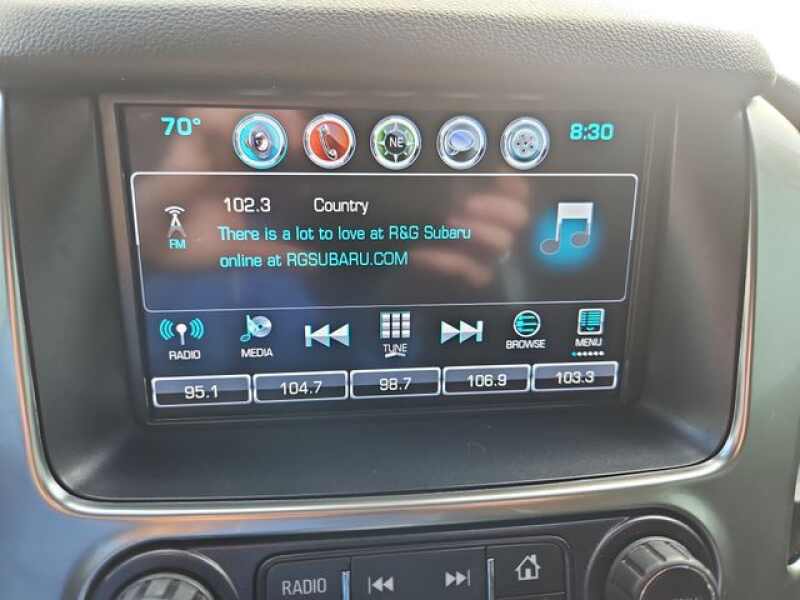 70°
NE
8:30
102.3 Country
FM
There is a lot to love at R&G Subaru
online at RGSUBARU.COM
RADIO
MEDIA
TUNE
BROWSE
MENU
95.1
104.7
98.7
106.9
103.3
RADIO